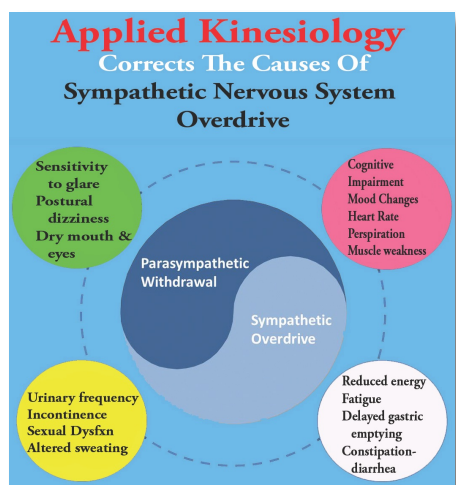 Applied Kinesiology
Corrects The Causes Of
Sympathetic Nervous System
Overdrive
Sensitivity
to glare
Postural
dizziness
Dry mouth &
eyes
Cognitive
Impairment
Mood Changes
Heart Rate
Perspiration
Muscle weakness
Parasympathetic
Withdrawal
Sympathetic
Overdrive
Urinary frequency
Incontinence
Sexual Dysfxn
Altered sweating
Reduced energy
Fatigue
Delayed gastric
emptying
Constipation-
diarrhea